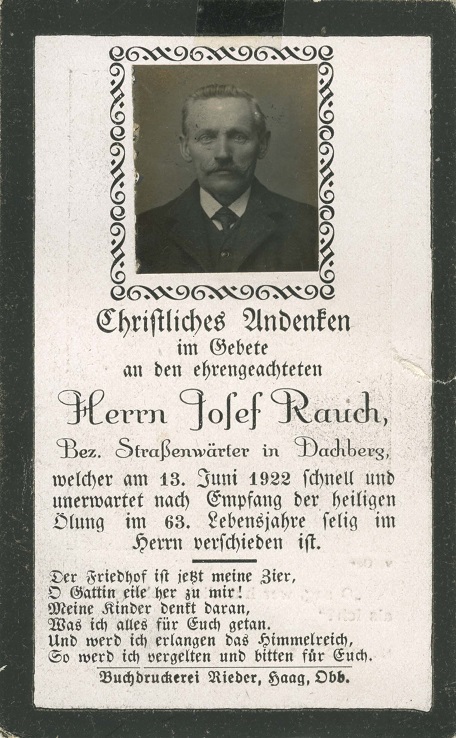 Christliches Andenken
im Gebete
an den ehrengeachteten
Herrn Josef Rauch,
Bez. Straßenwärter in Dachberg,
welcher am 13. Juni 1922 schnell und
unerwartet nach Empfang der heiligen
Ölung im 63. Lebensjahre selig im
Herrn verschieden ist.
Der Friedhof ist jetzt meine Zier,
O Gattin eile her zu mir!
Meine Kinder denkt daran,
Was ich alles für Euch getan.
Und werd ich erlangen das Himmelreich,
So werd ich vergelten und bitten für Euch.
Buchdruckerei Rieder, Haag, Obb.